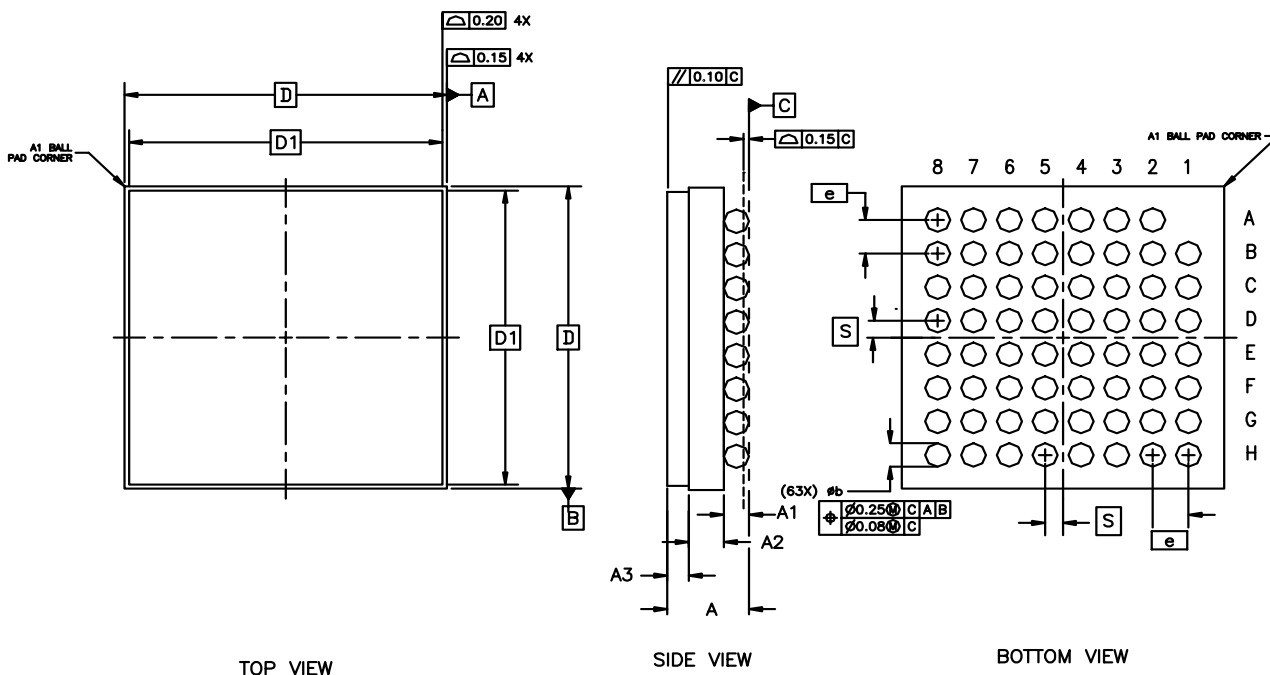 ⌓ 0.20 4X
⌓ 0.15 4X
D
A
D1
A1 BALL
PAD CORNER
D1
D
B
TOP VIEW
// 0.10 C
C
⌓ 0.15 C
A1
A2
A3
A
SIDE VIEW
A1 BALL PAD CORNER
8 7 6 5 4 3 2 1
e
A
B
C
D
S
E
F
G
H
(63X) øb
⌖ Ø0.25Ⓜ C A B
Ø0.08Ⓜ C
S
e
BOTTOM VIEW